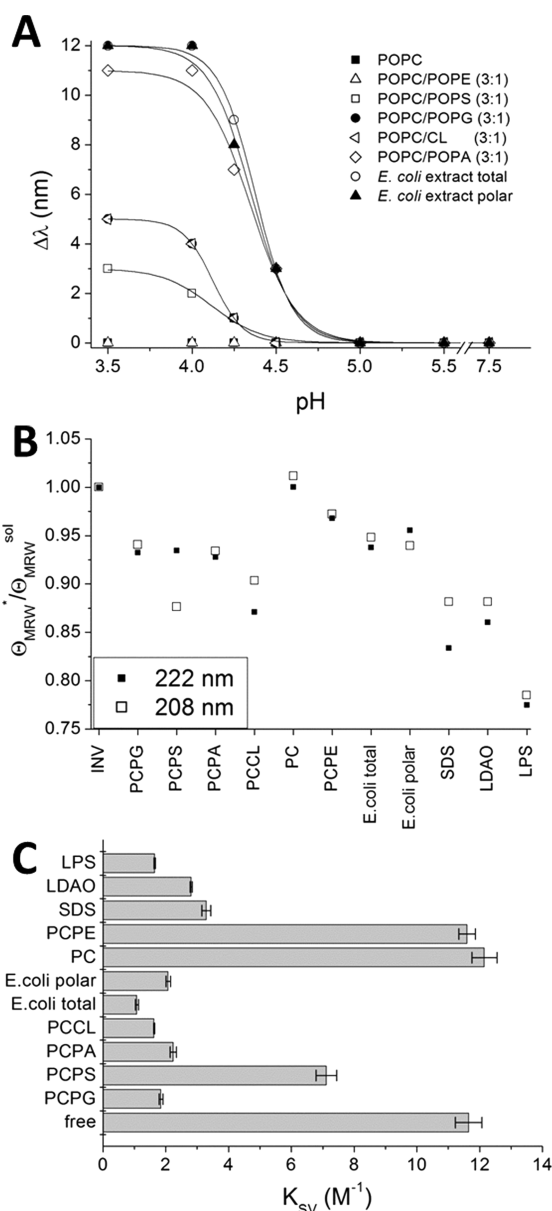 A
12
10
8
6
4
2
0
Δλ (nm)
POPC
POPC/POPE (3:1)
POPC/POPS (3:1)
POPC/POPG (3:1)
POPC/CL (3:1)
POPC/POPA (3:1)
E. coli extract total
E. coli extract polar
3.5 4.0 4.5 5.0 5.5 7.5
pH
B
1.05
1.00
0.95
0.90
0.85
0.80
0.75
ΘMRW*/ΘMRWsol
222 nm
208 nm
INV
PCPG
PCPS
PCPA
PCCL
PC
PCPE
E.coli total
E.coli polar
SDS
LDAO
LPS
C
LPS
LDAO
SDS
PCPE
PC
E.coli polar
E.coli total
PCCL
PCPA
PCPS
PCPG
free
0 2 4 6 8 10 12 14
KSV (M-1)